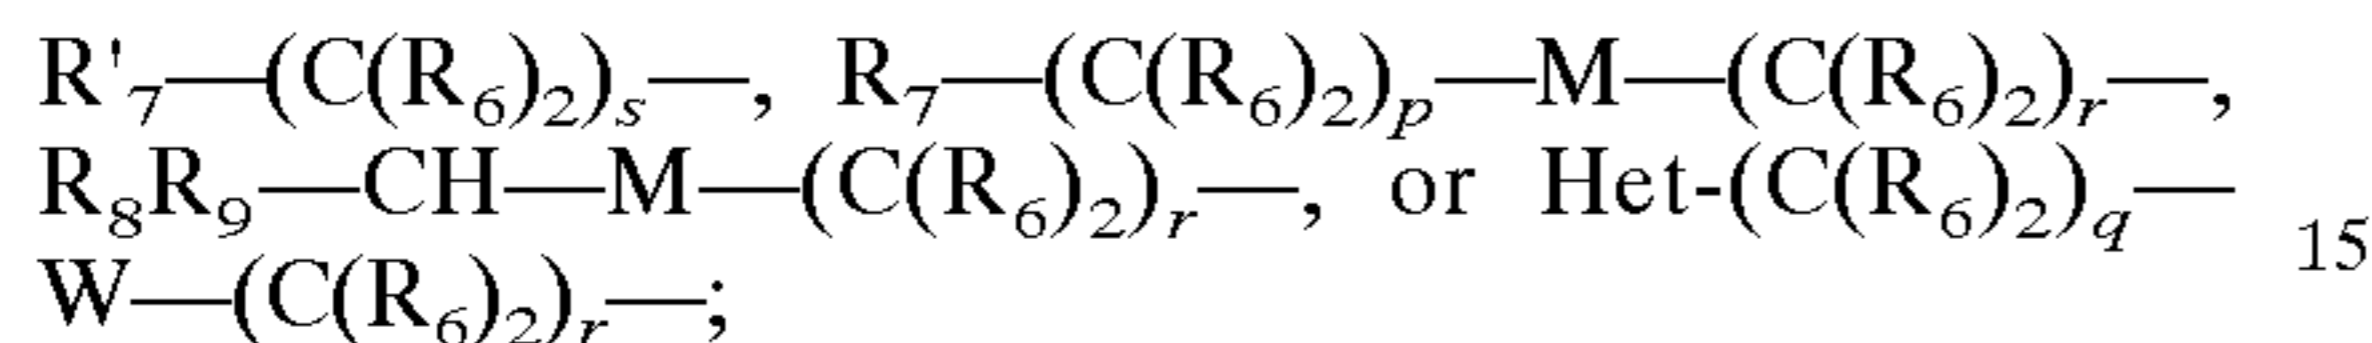 R'₇—(C(R₆)₂)ₛ—, R₇—(C(R₆)₂)ₚ—M—(C(R₆)₂)ᵣ—,
R₈R₉—CH—M—(C(R₆)₂)ᵣ—, or Het-(C(R₆)₂)q—
15
W—(C(R₆)₂)ᵣ—;